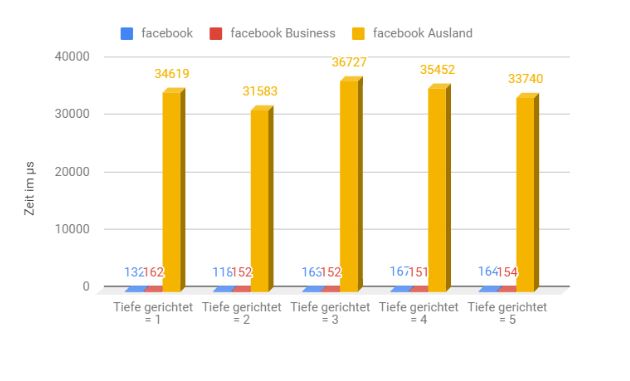 facebook facebook Business facebook Ausland
40000
30000
20000
10000
0
Zeit im µs
34619
31583
36727
35452
33740
132 162
118 152
163 152
167 151
164 154
Tiefe gerichtet = 1
Tiefe gerichtet = 2
Tiefe gerichtet = 3
Tiefe gerichtet = 4
Tiefe gerichtet = 5